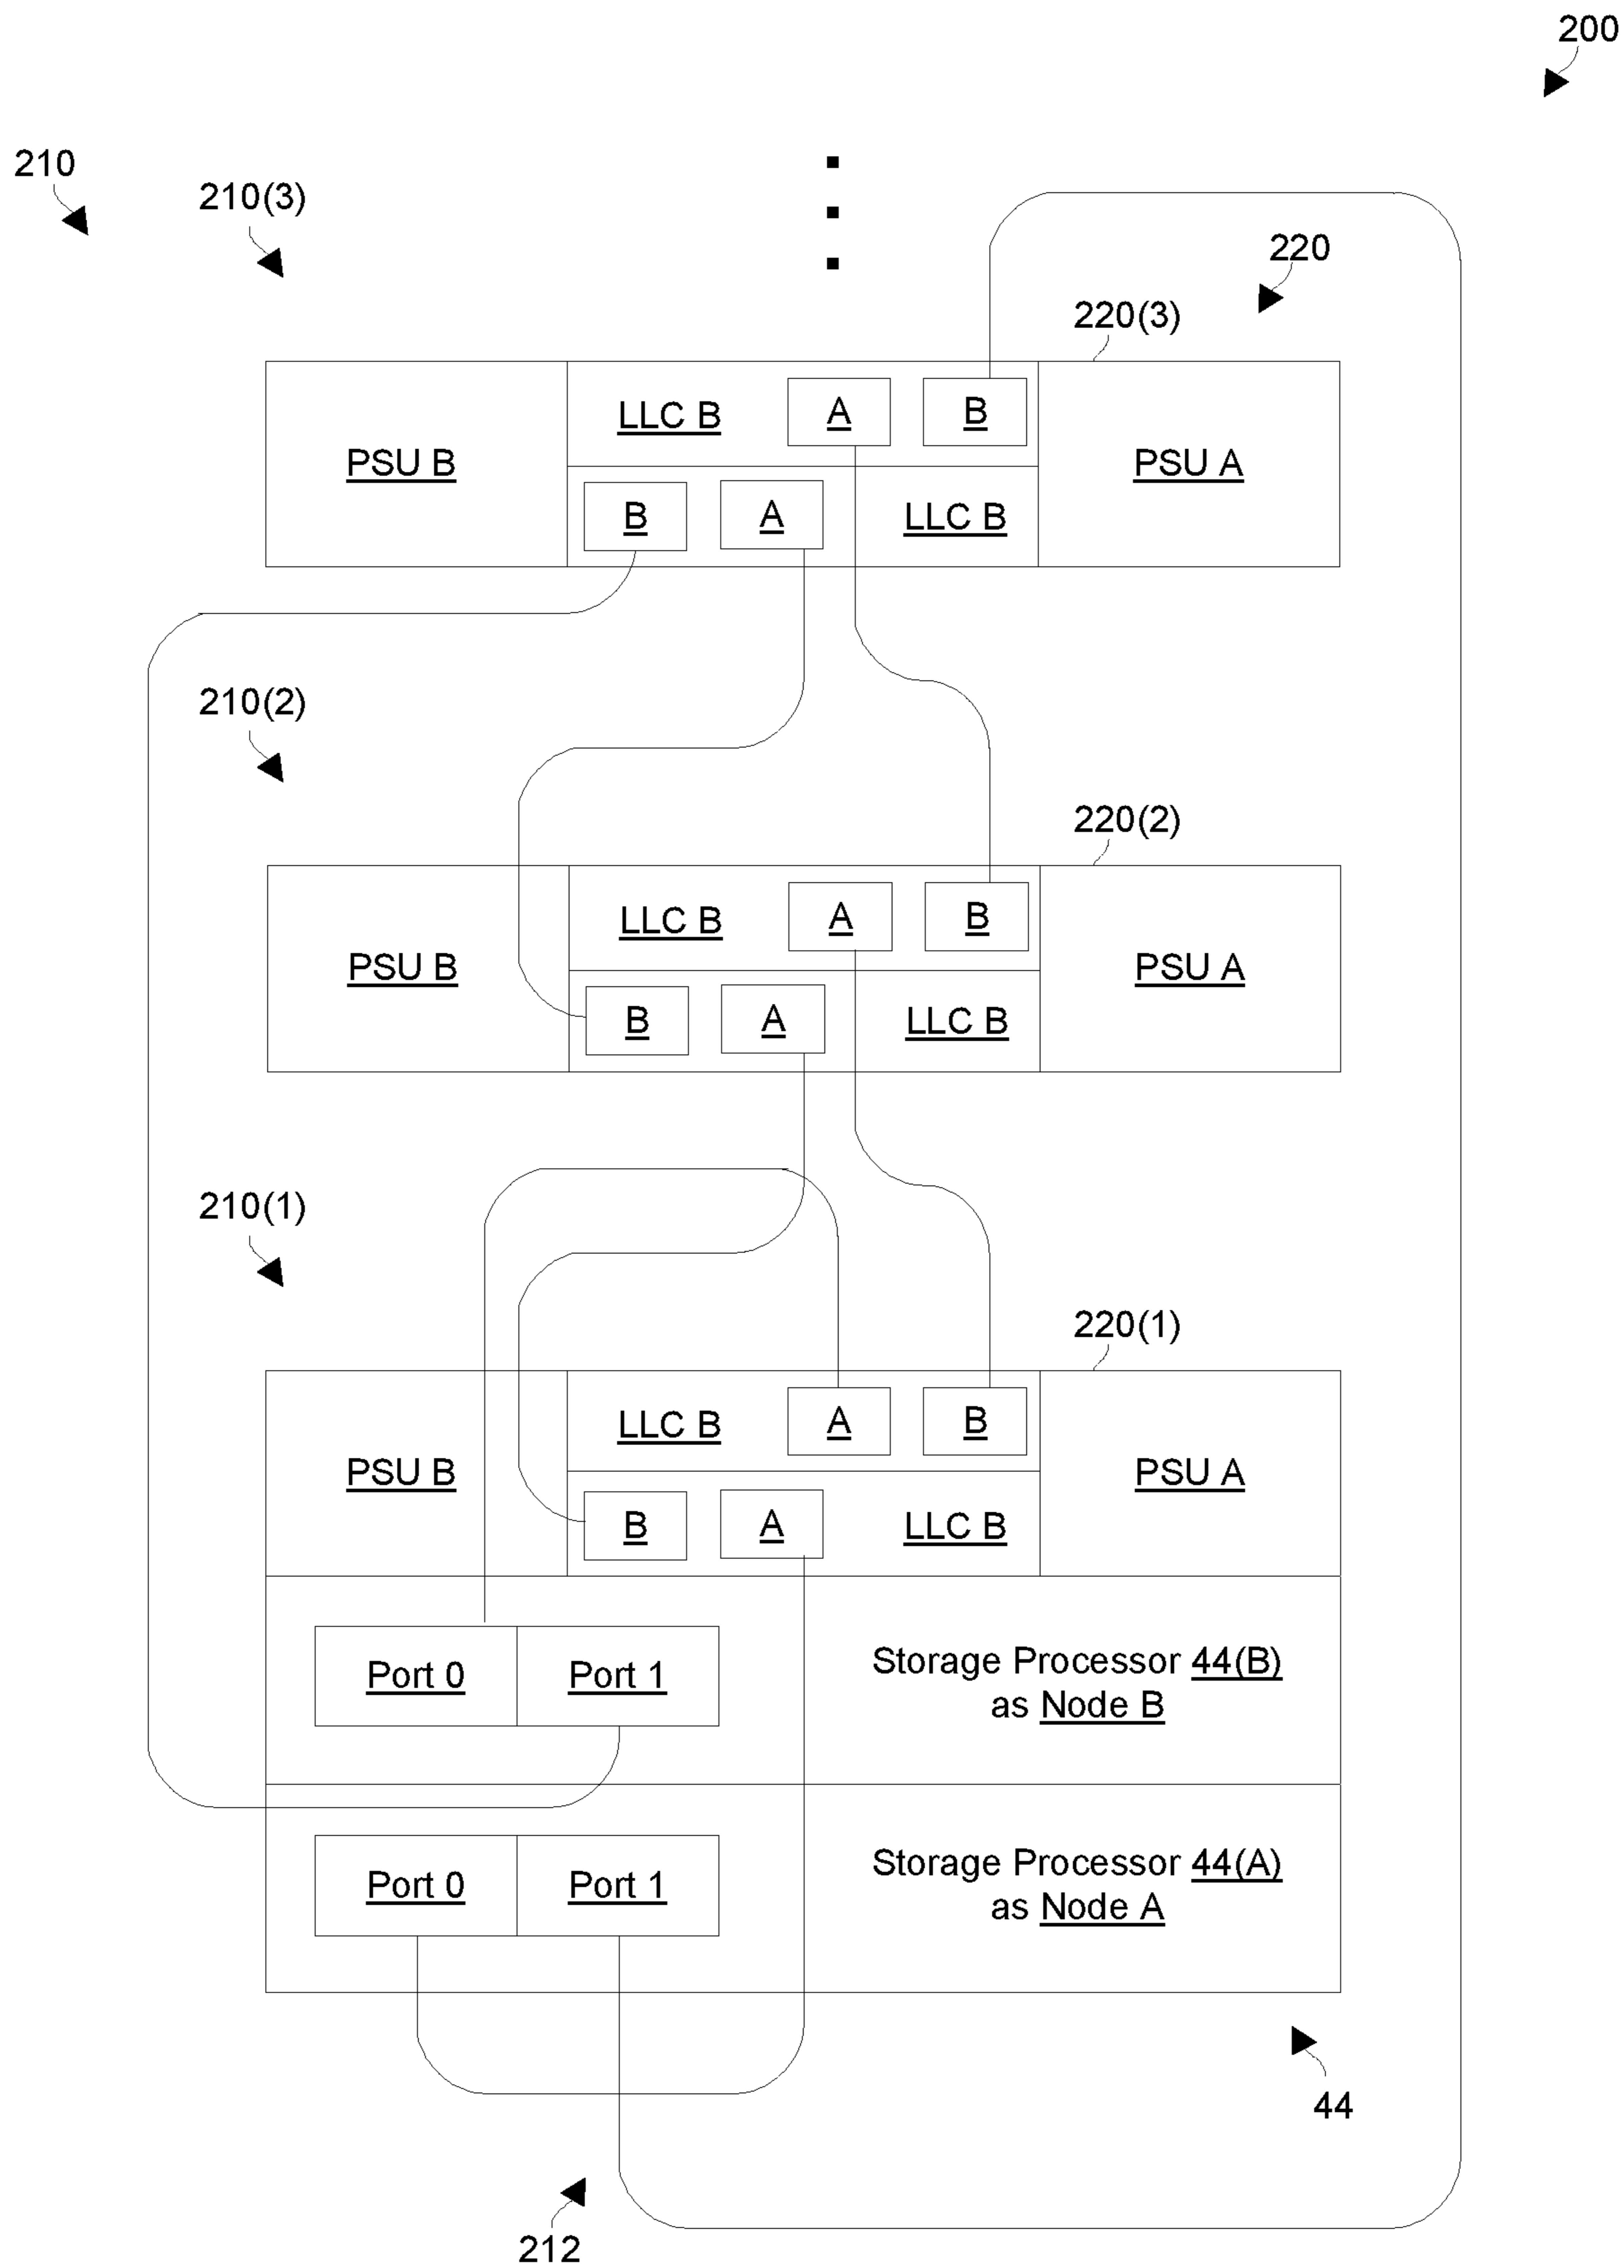 200
210
210(3)
220
220(3)
LLC B
A
B
PSU B
PSU A
B
A
LLC B
210(2)
220(2)
LLC B
A
B
PSU B
PSU A
B
A
LLC B
210(1)
220(1)
LLC B
A
B
PSU B
PSU A
B
A
LLC B
Port 0
Port 1
Storage Processor 44(B)
as Node B
Port 0
Port 1
Storage Processor 44(A)
as Node A
44
212